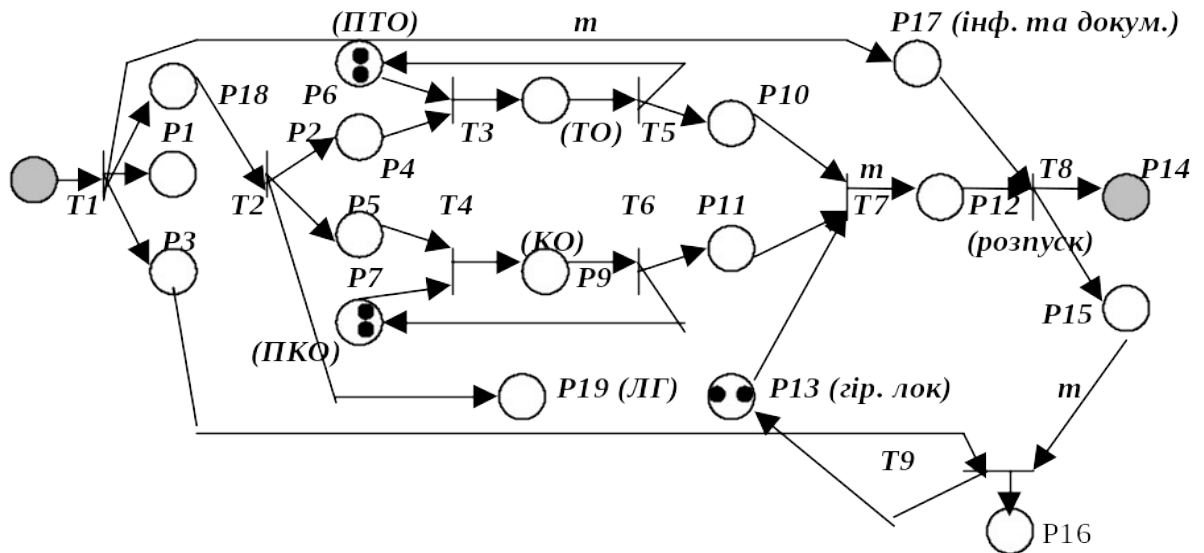 (ПТО)
m
P17 (інф. та докум.)
P18
P6
P10
P1
P2
T3
(ТО)
T5
P4
m
T8
P14
T1
T2
P5
T4
T6
P11
T7
P12
P3
(КО)
(розпуск)
P7
P9
P15
(ПКО)
P19 (ЛГ)
P13 (гір. лок)
m
T9
P16